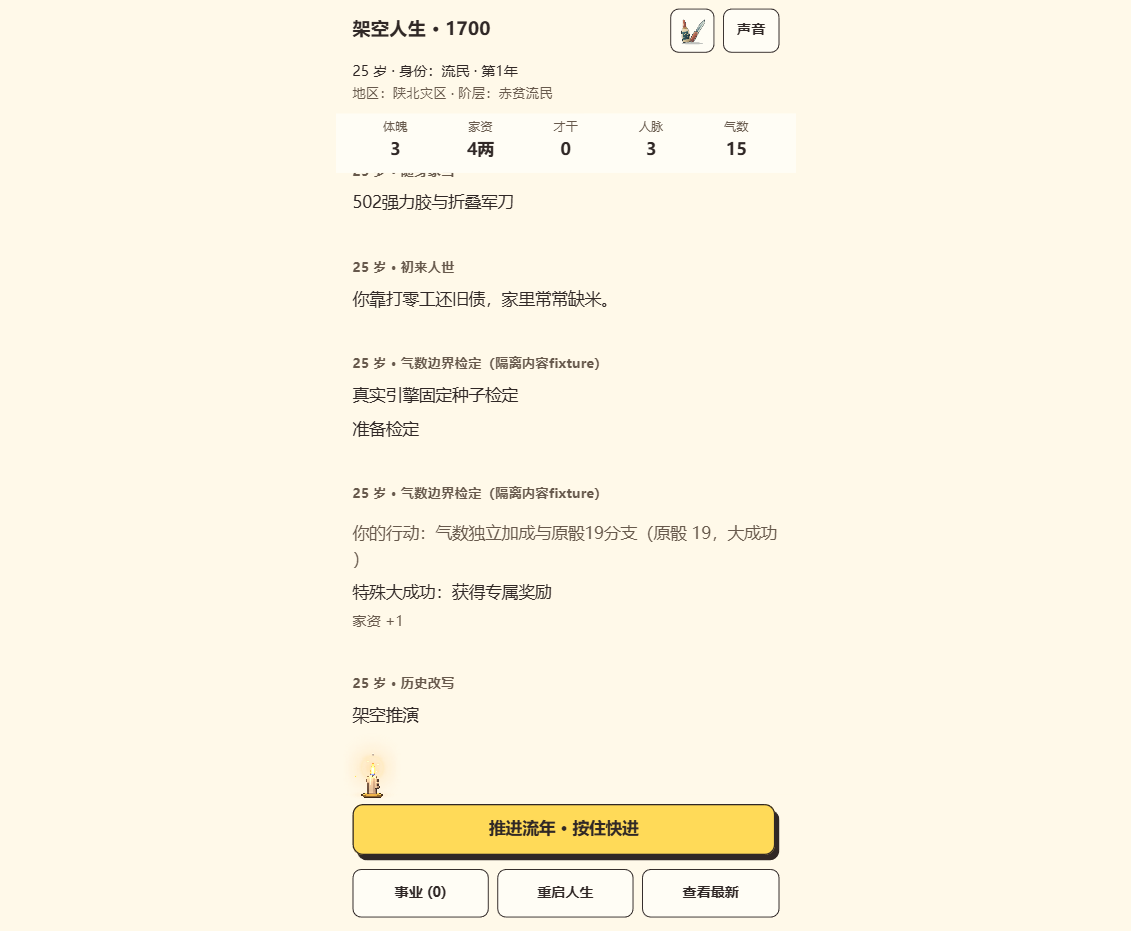 架空人生 • 1700
声音
25 岁 · 身份：流民 · 第1年
地区：陕北灾区 · 阶层：赤贫流民
体魄 家资 才干 人脉 气数
3 4两 0 3 15
502强力胶与折叠军刀
25 岁 • 初来人世
你靠打零工还旧债，家里常常缺米。
25 岁 • 气数边界检定（隔离内容fixture）
真实引擎固定种子检定
准备检定
25 岁 • 气数边界检定（隔离内容fixture）
你的行动：气数独立加成与原骰19分支（原骰 19，大成功
）
特殊大成功：获得专属奖励
家资 +1
25 岁 • 历史改写
架空推演
推进流年 • 按住快进
事业 (0) 重启人生 查看最新